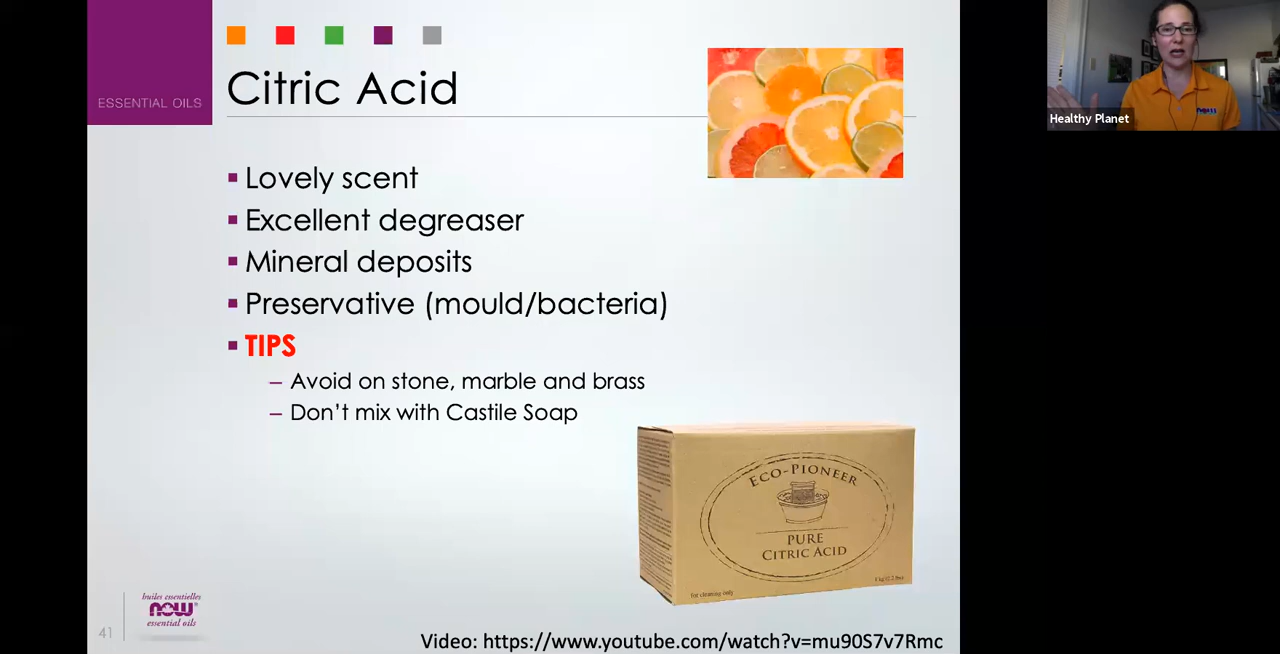 ESSENTIAL OILS
Citric Acid
Lovely scent
Excellent degreaser
Mineral deposits
Preservative (mould/bacteria)
TIPS
– Avoid on stone, marble and brass
– Don't mix with Castile Soap
ECO-PIONEER
PURE
CITRIC ACID
for cleaning only
huiles essentielles
NOW®
essential oils
41
Video: https://www.youtube.com/watch?v=mu90S7v7Rmc
Healthy Planet
NOW